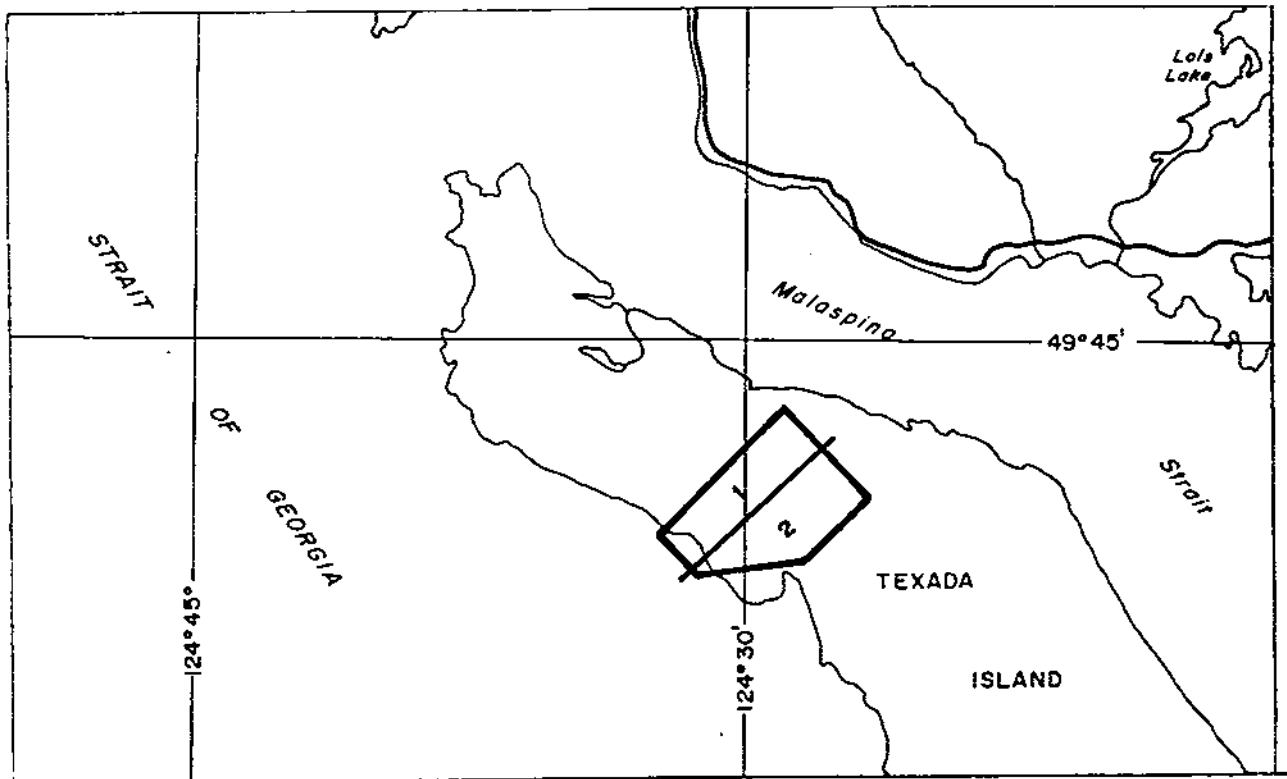 Lois
Lake
STRAIT
OF
GEORGIA
Malaspina
Strait
49°45'
1
2
TEXADA
ISLAND
124°45°
124°30'